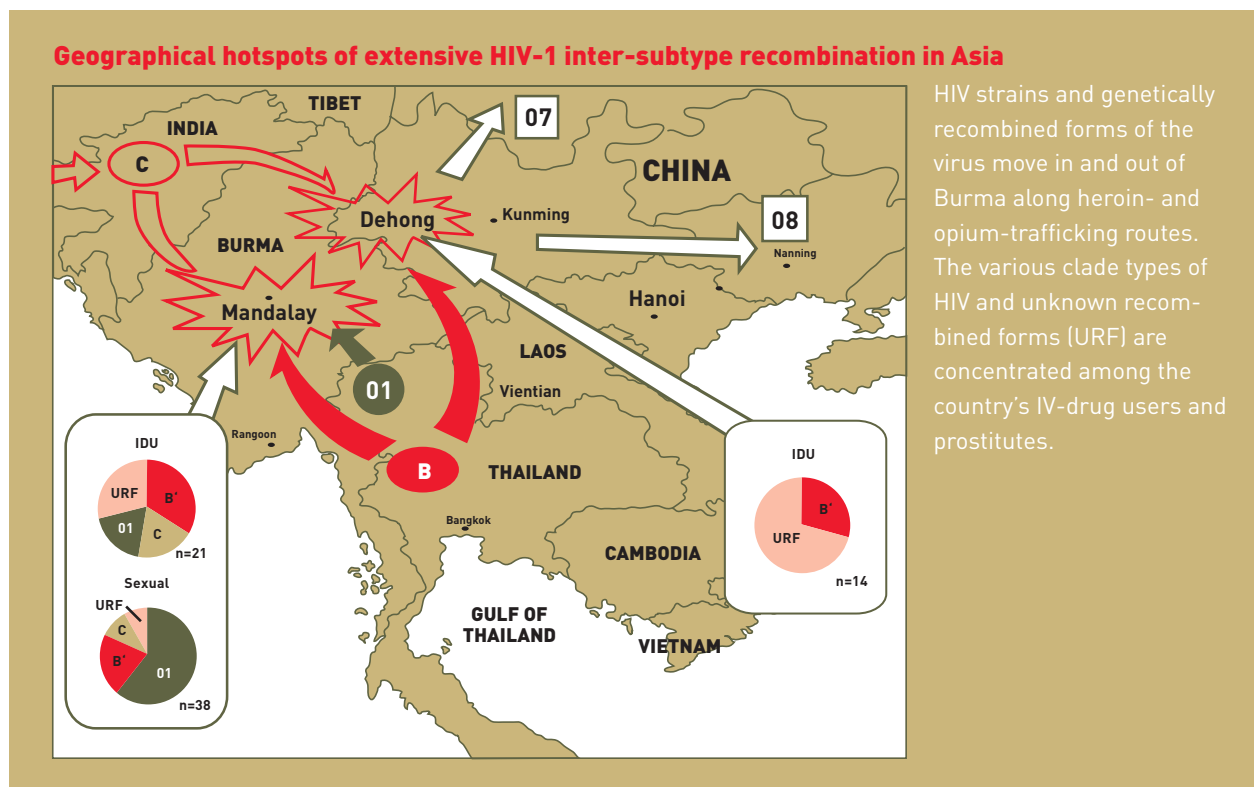 Geographical hotspots of extensive HIV-1 inter-subtype recombination in Asia
TIBET
INDIA
C
07
CHINA
Dehong
Kunming
08
Nanning
BURMA
Mandalay
Hanoi
01
LAOS
Vientian
Rangoon
B
THAILAND
Bangkok
CAMBODIA
GULF OF
THAILAND
VIETNAM
IDU
URF
B*
01
C
n=21
Sexual
URF
C
B*
01
n=38
IDU
B*
URF
n=14
HIV strains and genetically
recombined forms of the
virus move in and out of
Burma along heroin- and
opium-trafficking routes.
The various clade types of
HIV and unknown recom-
bined forms (URF) are
concentrated among the
country's IV-drug users and
prostitutes.